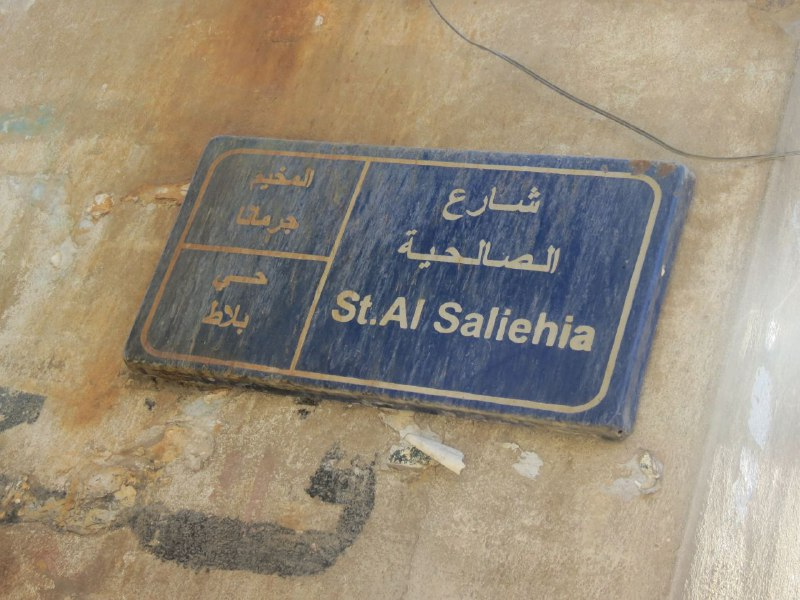 شارع
الصالحية
St.Al Saliehia
المخيم
جرمانا
حي
بلاط